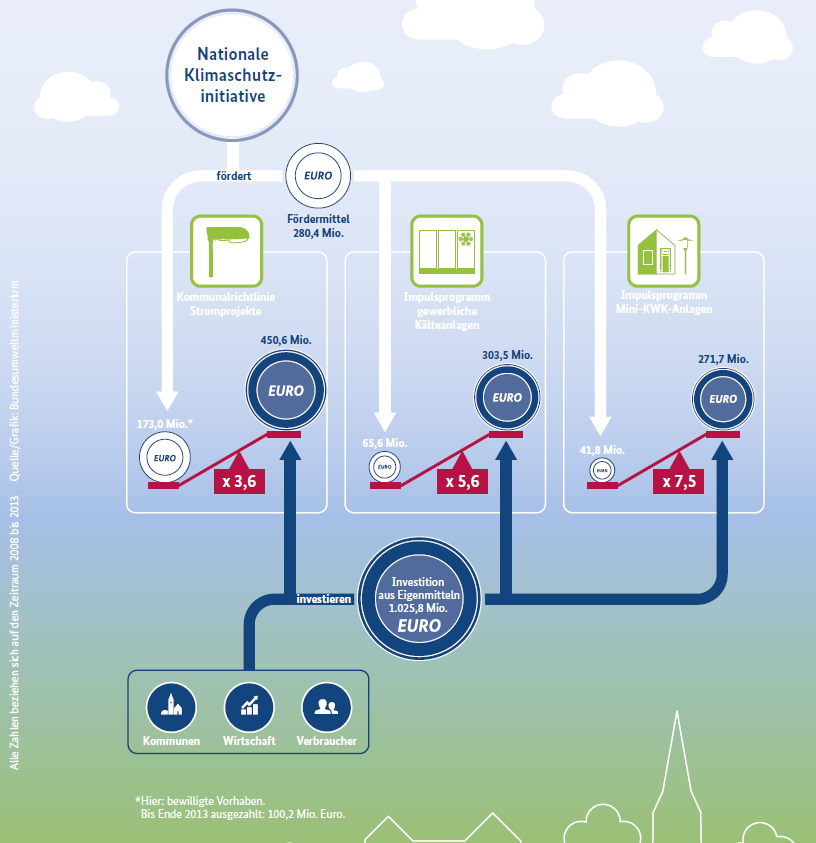 Nationale
Klimaschutz-
initiative
fördert
EURO
Fördermittel
280,4 Mio.
Kommunalrichtlinie
Stromprojekte
Impulsprogramm
gewerbliche
Kälteanlagen
Impulsprogramm
Mini-KWK-Anlagen
450,6 Mio.
EURO
173,0 Mio.*
EURO
x 3,6
303,5 Mio.
EURO
65,6 Mio.
EURO
x 5,6
271,7 Mio.
EURO
41,8 Mio.
EURO
x 7,5
investieren
Investition
aus Eigenmitteln
1.025,8 Mio.
EURO
Kommunen
Wirtschaft
Verbraucher
*Hier: bewilligte Vorhaben.
Bis Ende 2013 ausgezahlt: 100,2 Mio. Euro.
Alle Zahlen beziehen sich auf den Zeitraum 2008 bis 2013 Quelle/Grafik: Bundesumweltministerium